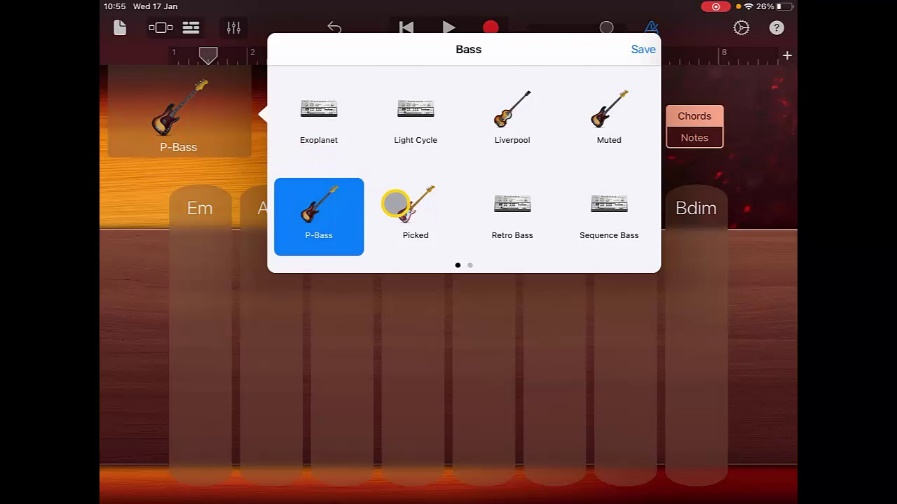 10:55 Wed 17 Jan
26%
Bass
Save
1
2
8
+
Exoplanet
Light Cycle
Liverpool
Muted
P-Bass
Chords
Notes
P-Bass
Picked
Retro Bass
Sequence Bass
Em
A
Bdim